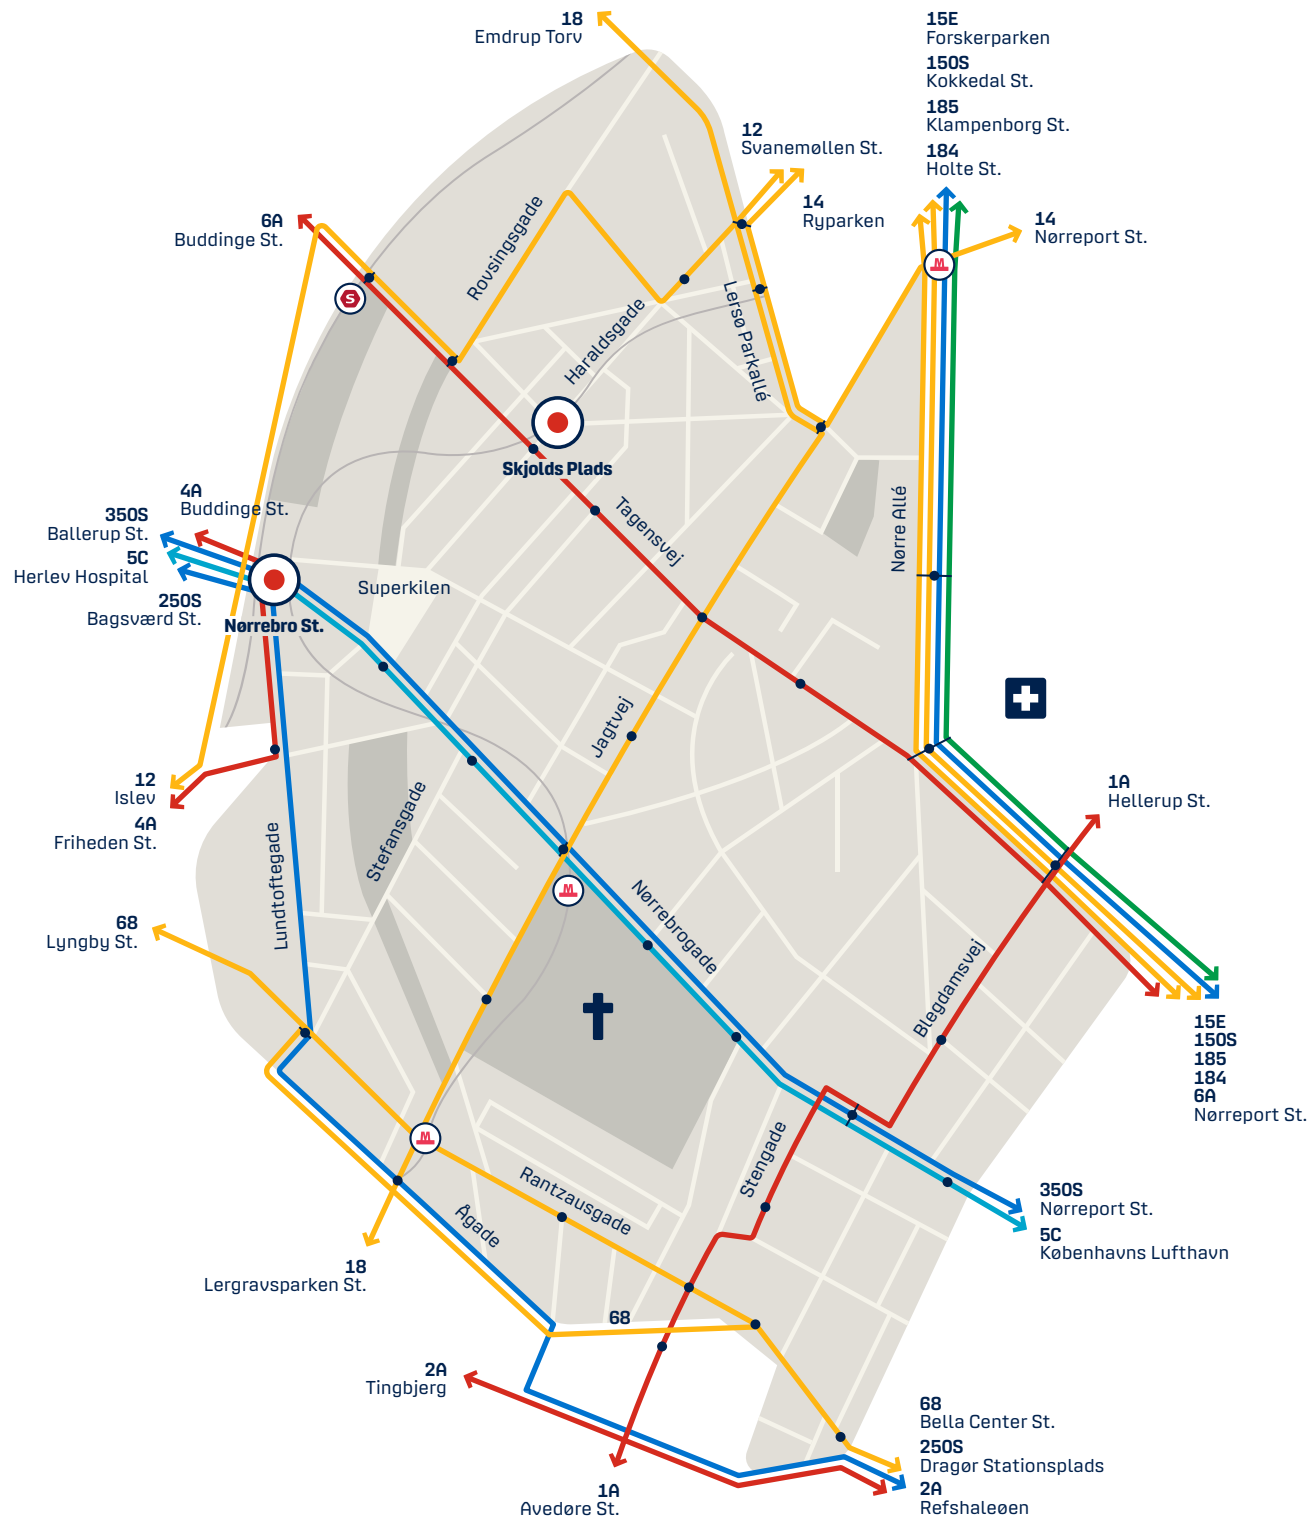 18
Emdrup Torv
15E
Forskerparken
150S
Kokkedal St.
185
Klampenborg St.
184
Holte St.
12
Svanemøllen St.
14
Ryparken
14
Nørreport St.
6A
Buddinge St.
S
M
Rovsingsgade
Haraldsgade
Lersø Parkallé
Skjolds Plads
Tagensvej
Nørre Allé
4A
Buddinge St.
350S
Ballerup St.
5C
Herlev Hospital
250S
Bagsværd St.
Nørrebro St.
Superkilen
Jagtvej
12
Islev
4A
Friheden St.
1A
Hellerup St.
Stefansgade
Lundtoftegade
M
Nørrebrogade
68
Lyngby St.
Blegdamsvej
15E
150S
185
184
6A
Nørreport St.
M
Stengade
Rantzausgade
Ågade
350S
Nørreport St.
5C
Københavns Lufthavn
18
Lergravsparken St.
68
2A
Tingbjerg
68
Bella Center St.
250S
Dragør Stationsplads
2A
Refshaleøen
1A
Avedøre St.